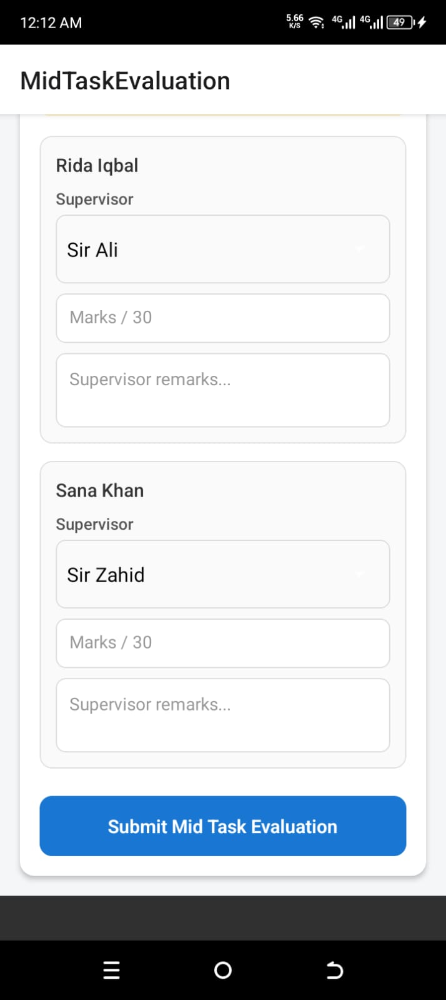 12:12 AM
5.66 K/S 4G 4G 49
MidTaskEvaluation
Rida Iqbal
Supervisor
Sir Ali
Marks / 30
Supervisor remarks...
Sana Khan
Supervisor
Sir Zahid
Marks / 30
Supervisor remarks...
Submit Mid Task Evaluation